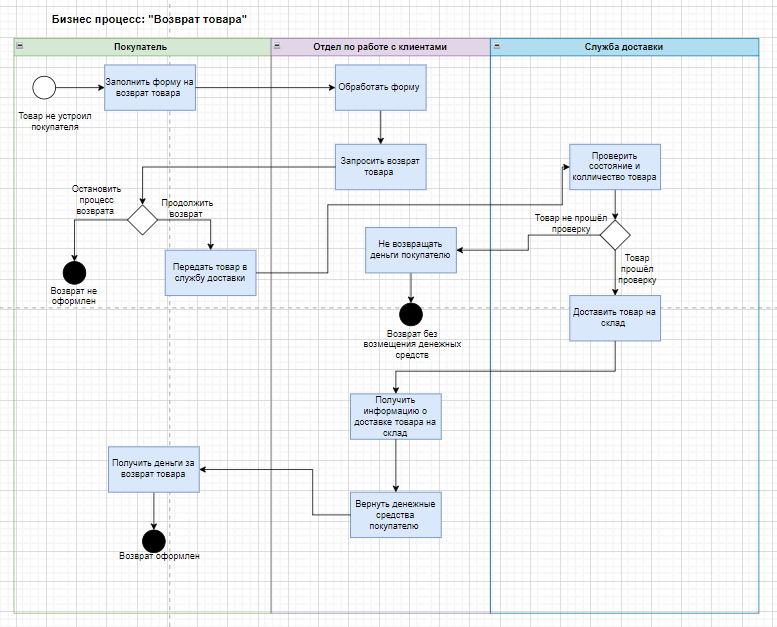 Бизнес процесс: "Возврат товара"
Покупатель
Отдел по работе с клиентами
Служба доставки
Заполнить форму на
возврат товара
Обработать форму
Товар не устроил
покупателя
Запросить возврат
товара
Проверить
состояние и
колличество товара
Остановить
процесс
возврата
Продолжить
возврат
Товар не прошёл
проверку
Не возвращать
деньги покупателю
Передать товар в
службу доставки
Товар
прошёл
проверку
Возврат не
оформлен
Доставить товар на
склад
Возврат без
возмещения денежных
средств
Получить
информацию о
доставке товара на
склад
Получить деньги за
возврат товара
Вернуть денежные
средства
покупателю
Возврат оформлен